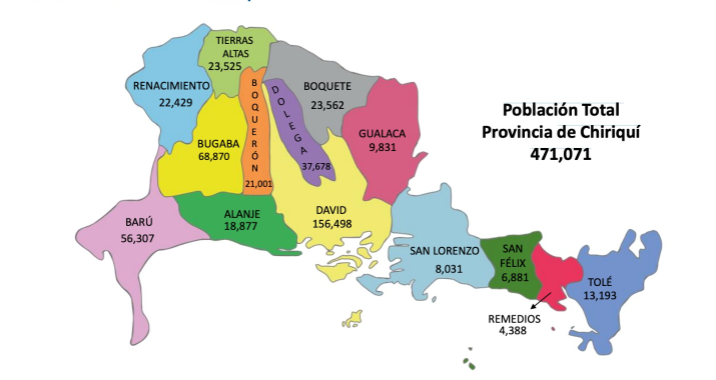 TIERRAS
ALTAS
23,525
RENACIMIENTO
22,429
BOQUERÓN
21,001
DOLEGA
37,678
BOQUETE
23,562
GUALACA
9,831
BUGABA
68,870
Población Total
Provincia de Chiriquí
471,071
BARÚ
56,307
ALANJE
18,877
DAVID
156,498
SAN LORENZO
8,031
SAN
FÉLIX
6,881
REMEDIOS
4,388
TOLÉ
13,193